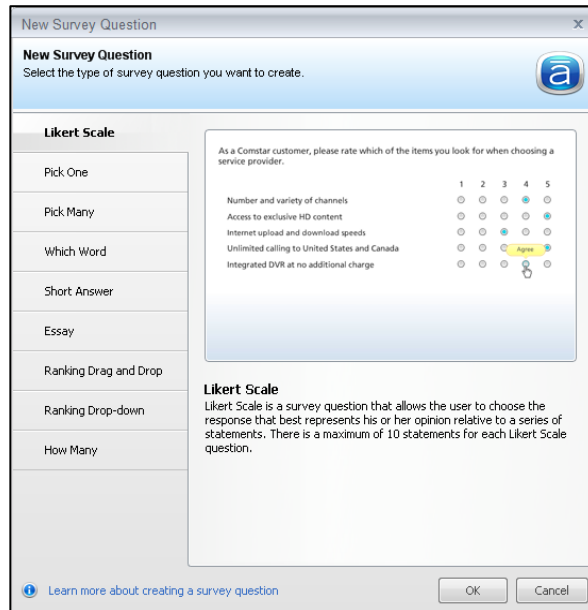 New Survey Question
x
New Survey Question
Select the type of survey question you want to create.
ā
Likert Scale
Pick One
Pick Many
Which Word
Short Answer
Essay
Ranking Drag and Drop
Ranking Drop-down
How Many
As a Comstar customer, please rate which of the items you look for when choosing a
service provider.
1 2 3 4 5
Number and variety of channels
Access to exclusive HD content
Internet upload and download speeds
Unlimited calling to United States and Canada
Agree
Integrated DVR at no additional charge
Likert Scale
Likert Scale is a survey question that allows the user to choose the
response that best represents his or her opinion relative to a series of
statements. There is a maximum of 10 statements for each Likert Scale
question.
Learn more about creating a survey question
OK
Cancel